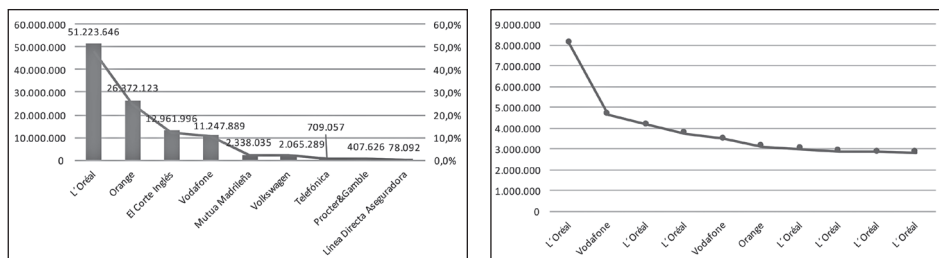 60.000.000
50.000.000
40.000.000
30.000.000
20.000.000
10.000.000
0
51.223.646
26.372.123
12.961.996
11.247.889
2.338.035
2.065.289
709.057
407.626
78.092
60,0%
50,0%
40,0%
30,0%
20,0%
10,0%
0,0%
L´Oréal
Orange
El Corte Inglés
Vodafone
Mutua Madrileña
Volkswagen
Telefónica
Procter&Gamble
Línea Directa Aseguradora
9.000.000
8.000.000
7.000.000
6.000.000
5.000.000
4.000.000
3.000.000
2.000.000
1.000.000
0
L´Oréal
Vodafone
L´Oréal
L´Oréal
Vodafone
Orange
L´Oréal
L´Oréal
L´Oréal
L´Oréal